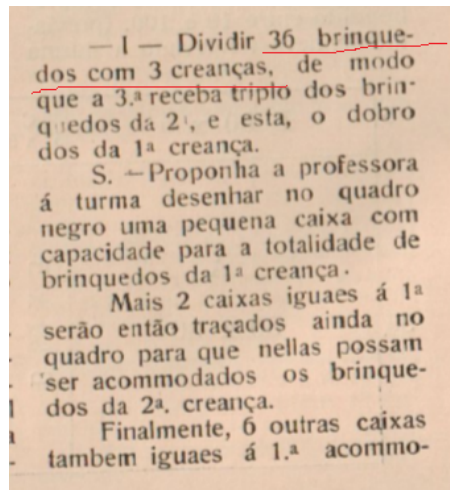 — I — Dividir 36 brinque-
dos com 3 creanças, de modo
que a 3.ª receba triplo dos brin-
quedos da 2ª, e esta, o dobro
dos da 1ª creança.
S. — Proponha a professora
á turma desenhar no quadro
negro uma pequena caixa com
capacidade para a totalidade de
brinquedos da 1ª creança.
Mais 2 caixas iguaes á 1ª
serão então traçados ainda no
quadro para que nellas possam
ser acommodados os brinque-
dos da 2ª. creança.
Finalmente, 6 outras caixas
tambem iguaes á 1.ª acommo-